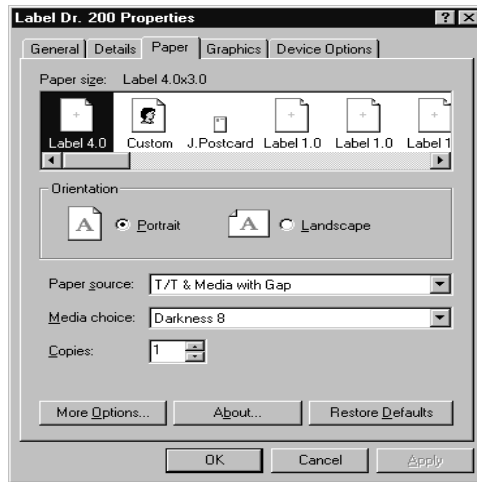 Label Dr. 200 Properties
General Details Paper Graphics Device Options
Paper size: Label 4.0x3.0
Label 4.0 Custom J.Postcard Label 1.0 Label 1.0 Label 1
Orientation
A Portrait A Landscape
Paper source: T/T & Media with Gap
Media choice: Darkness 8
Copies: 1
More Options... About... Restore Defaults
OK Cancel Apply